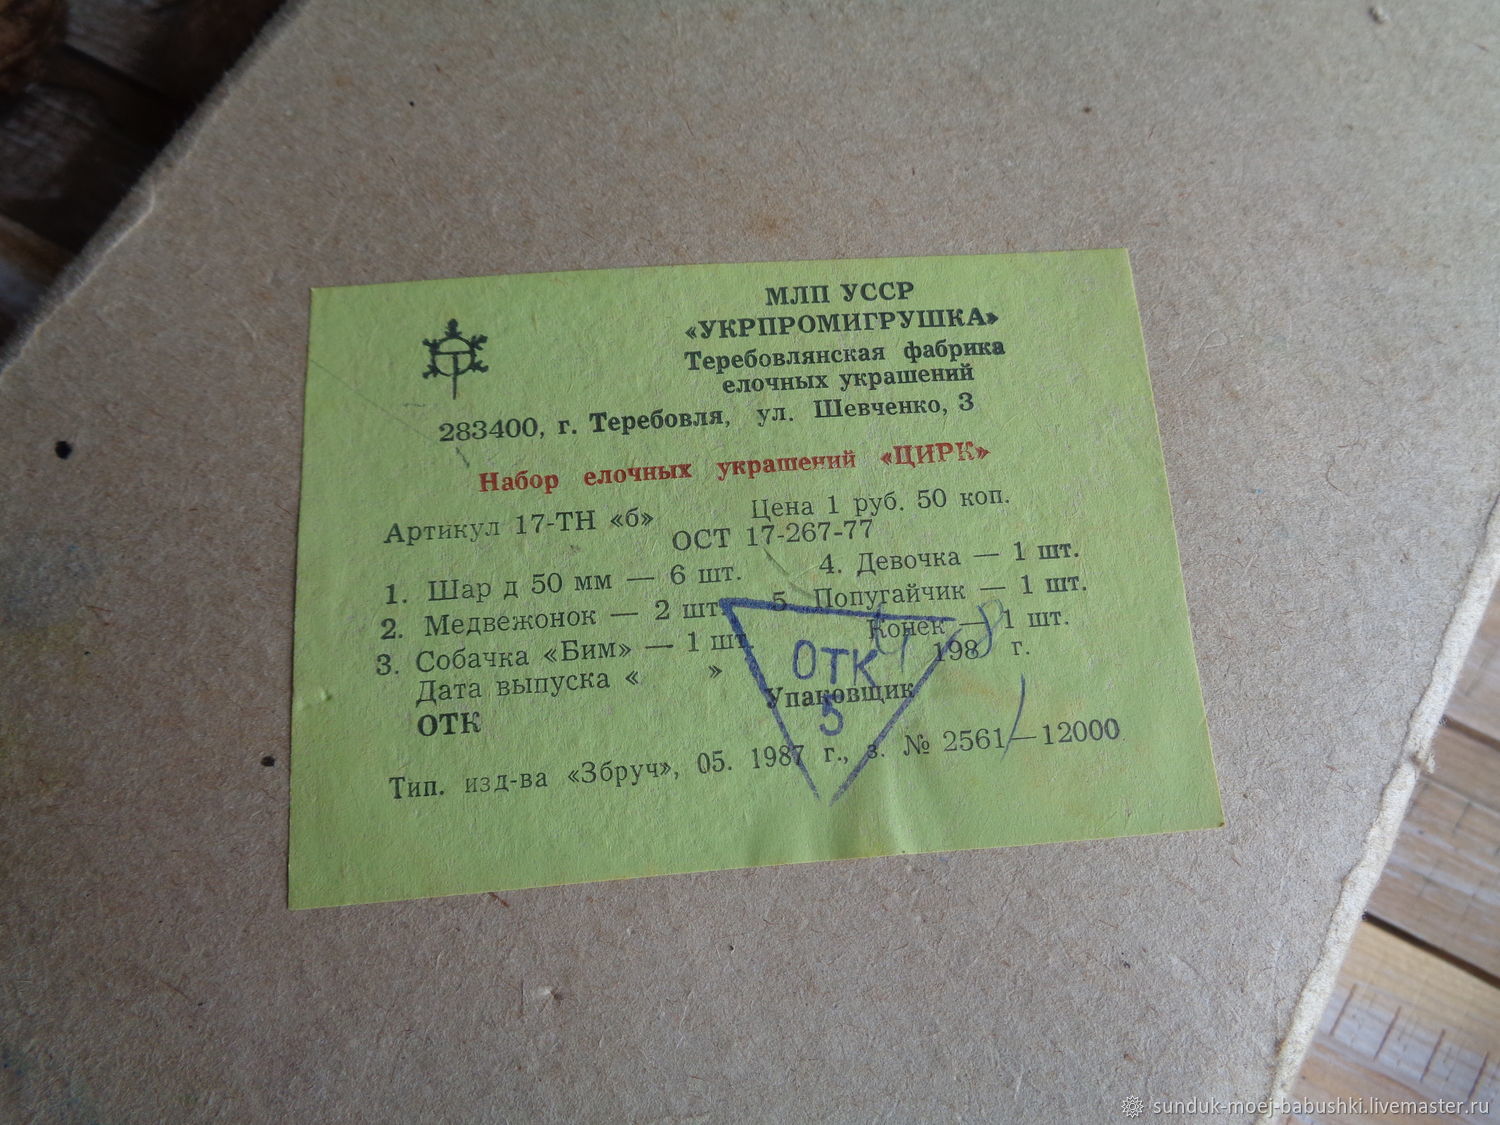 МЛП УССР
«УКРПРОМИГРУШКА»
Теребовлянская фабрика
елочных украшений
283400, г. Теребовля, ул. Шевченко, 3
Набор елочных украшений «ЦИРК»
Артикул 17-ТН «б» Цена 1 руб. 50 коп.
ОСТ 17-267-77
1. Шар д 50 мм — 6 шт.
2. Медвежонок — 2 шт.
3. Собачка «Бим» — 1 шт.
4. Девочка — 1 шт.
5. Попугайчик — 1 шт.
Конек — 1 шт.
Дата выпуска « » 198 г.
ОТК Упаковщик
ОТК
5
Тип. изд-ва «Збруч», 05. 1987 г., з. № 2561—12000
sunduk-moej-babushki.livemaster.ru